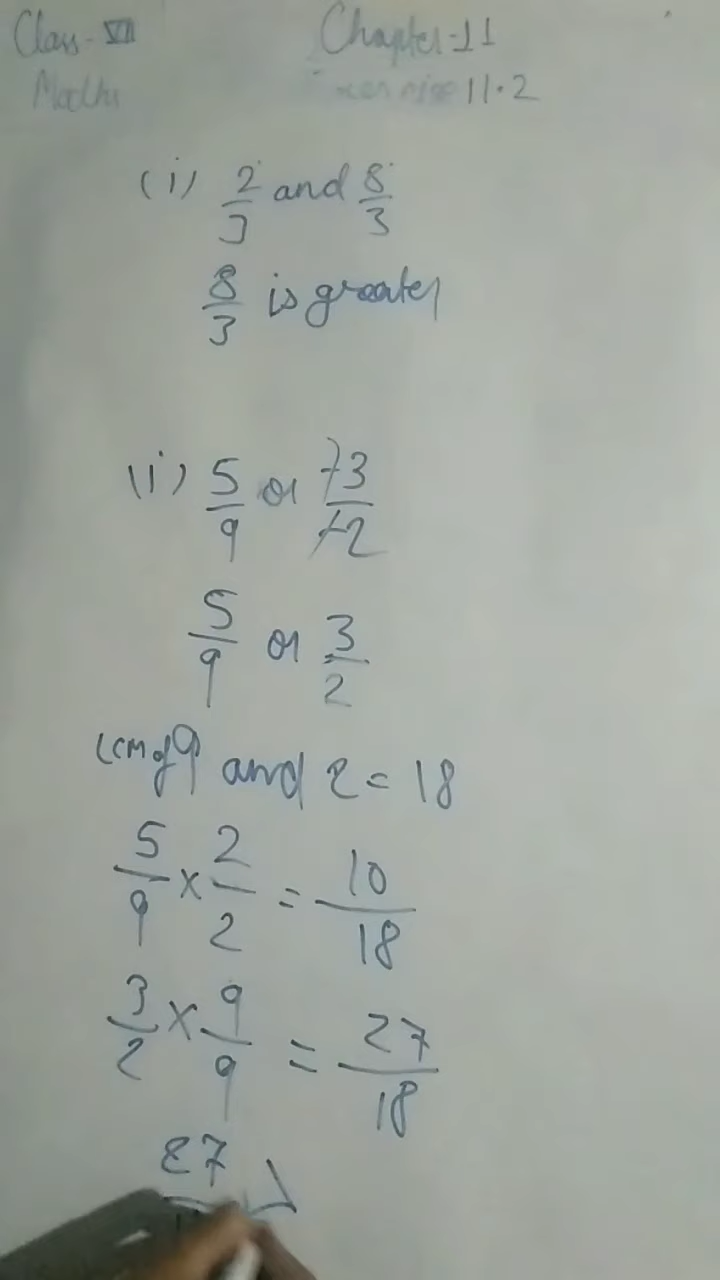 Class-VII Chapter-11
Maths Exercise 11.2
(i) 2/3 and 8/3
8/3 is greater
(i) 5/9 or -3/-2
5/9 or 3/2
LCM of 9 and 2 = 18
5/9 × 2/2 = 10/18
3/2 × 9/9 = 27/18
27